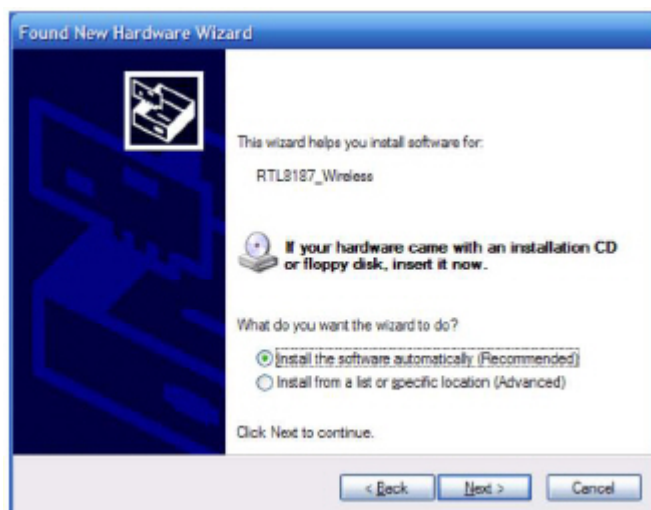 Found New Hardware Wizard
This wizard helps you install software for:
RTL8187_Wireless
If your hardware came with an installation CD
or floppy disk, insert it now.
What do you want the wizard to do?
Install the software automatically (Recommended)
Install from a list or specific location (Advanced)
Click Next to continue.
< Back Next > Cancel